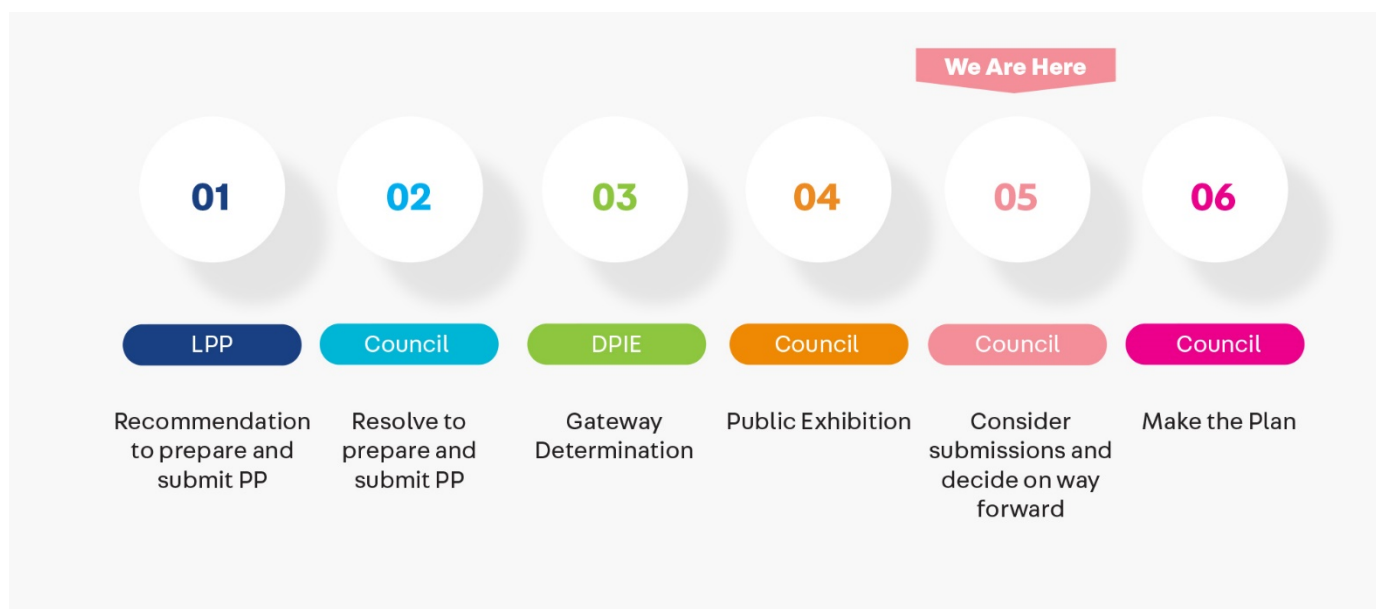 We Are Here
01
02
03
04
05
06
LPP
Council
DPIE
Council
Council
Council
Recommendation
to prepare and
submit PP
Resolve to
prepare and
submit PP
Gateway
Determination
Public Exhibition
Consider
submissions and
decide on way
forward
Make the Plan